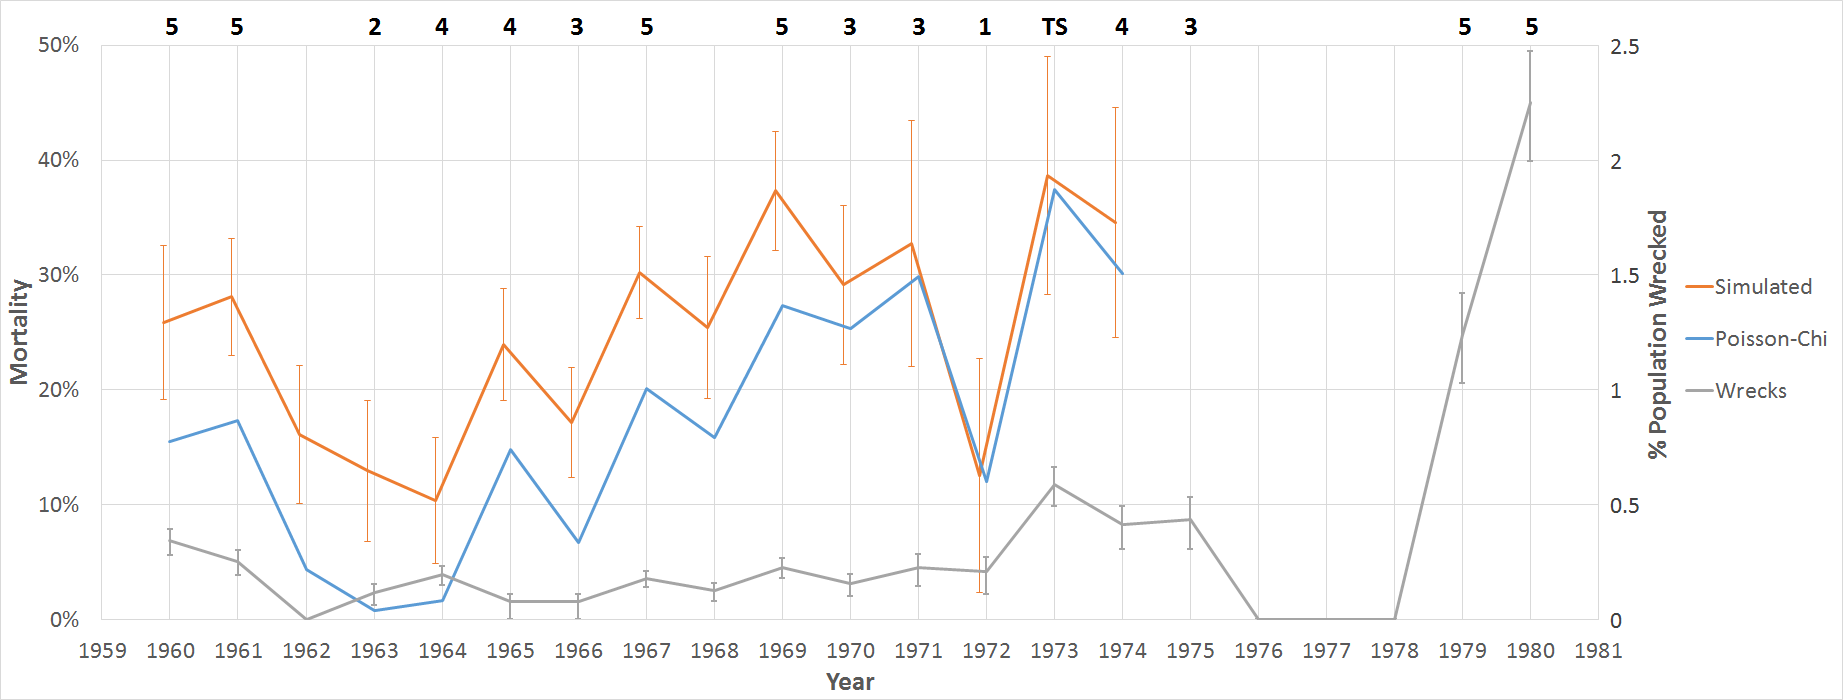 5 5 2 4 4 3 5 5 3 3 1 TS 4 3 5 5
50% 2.5
40% 2
30% 1.5
20% 1
10% 0.5
0% 0
Mortality
% Population Wrecked
Simulated
Poisson-Chi
Wrecks
1959 1960 1961 1962 1963 1964 1965 1966 1967 1968 1969 1970 1971 1972 1973 1974 1975 1976 1977 1978 1979 1980 1981
Year